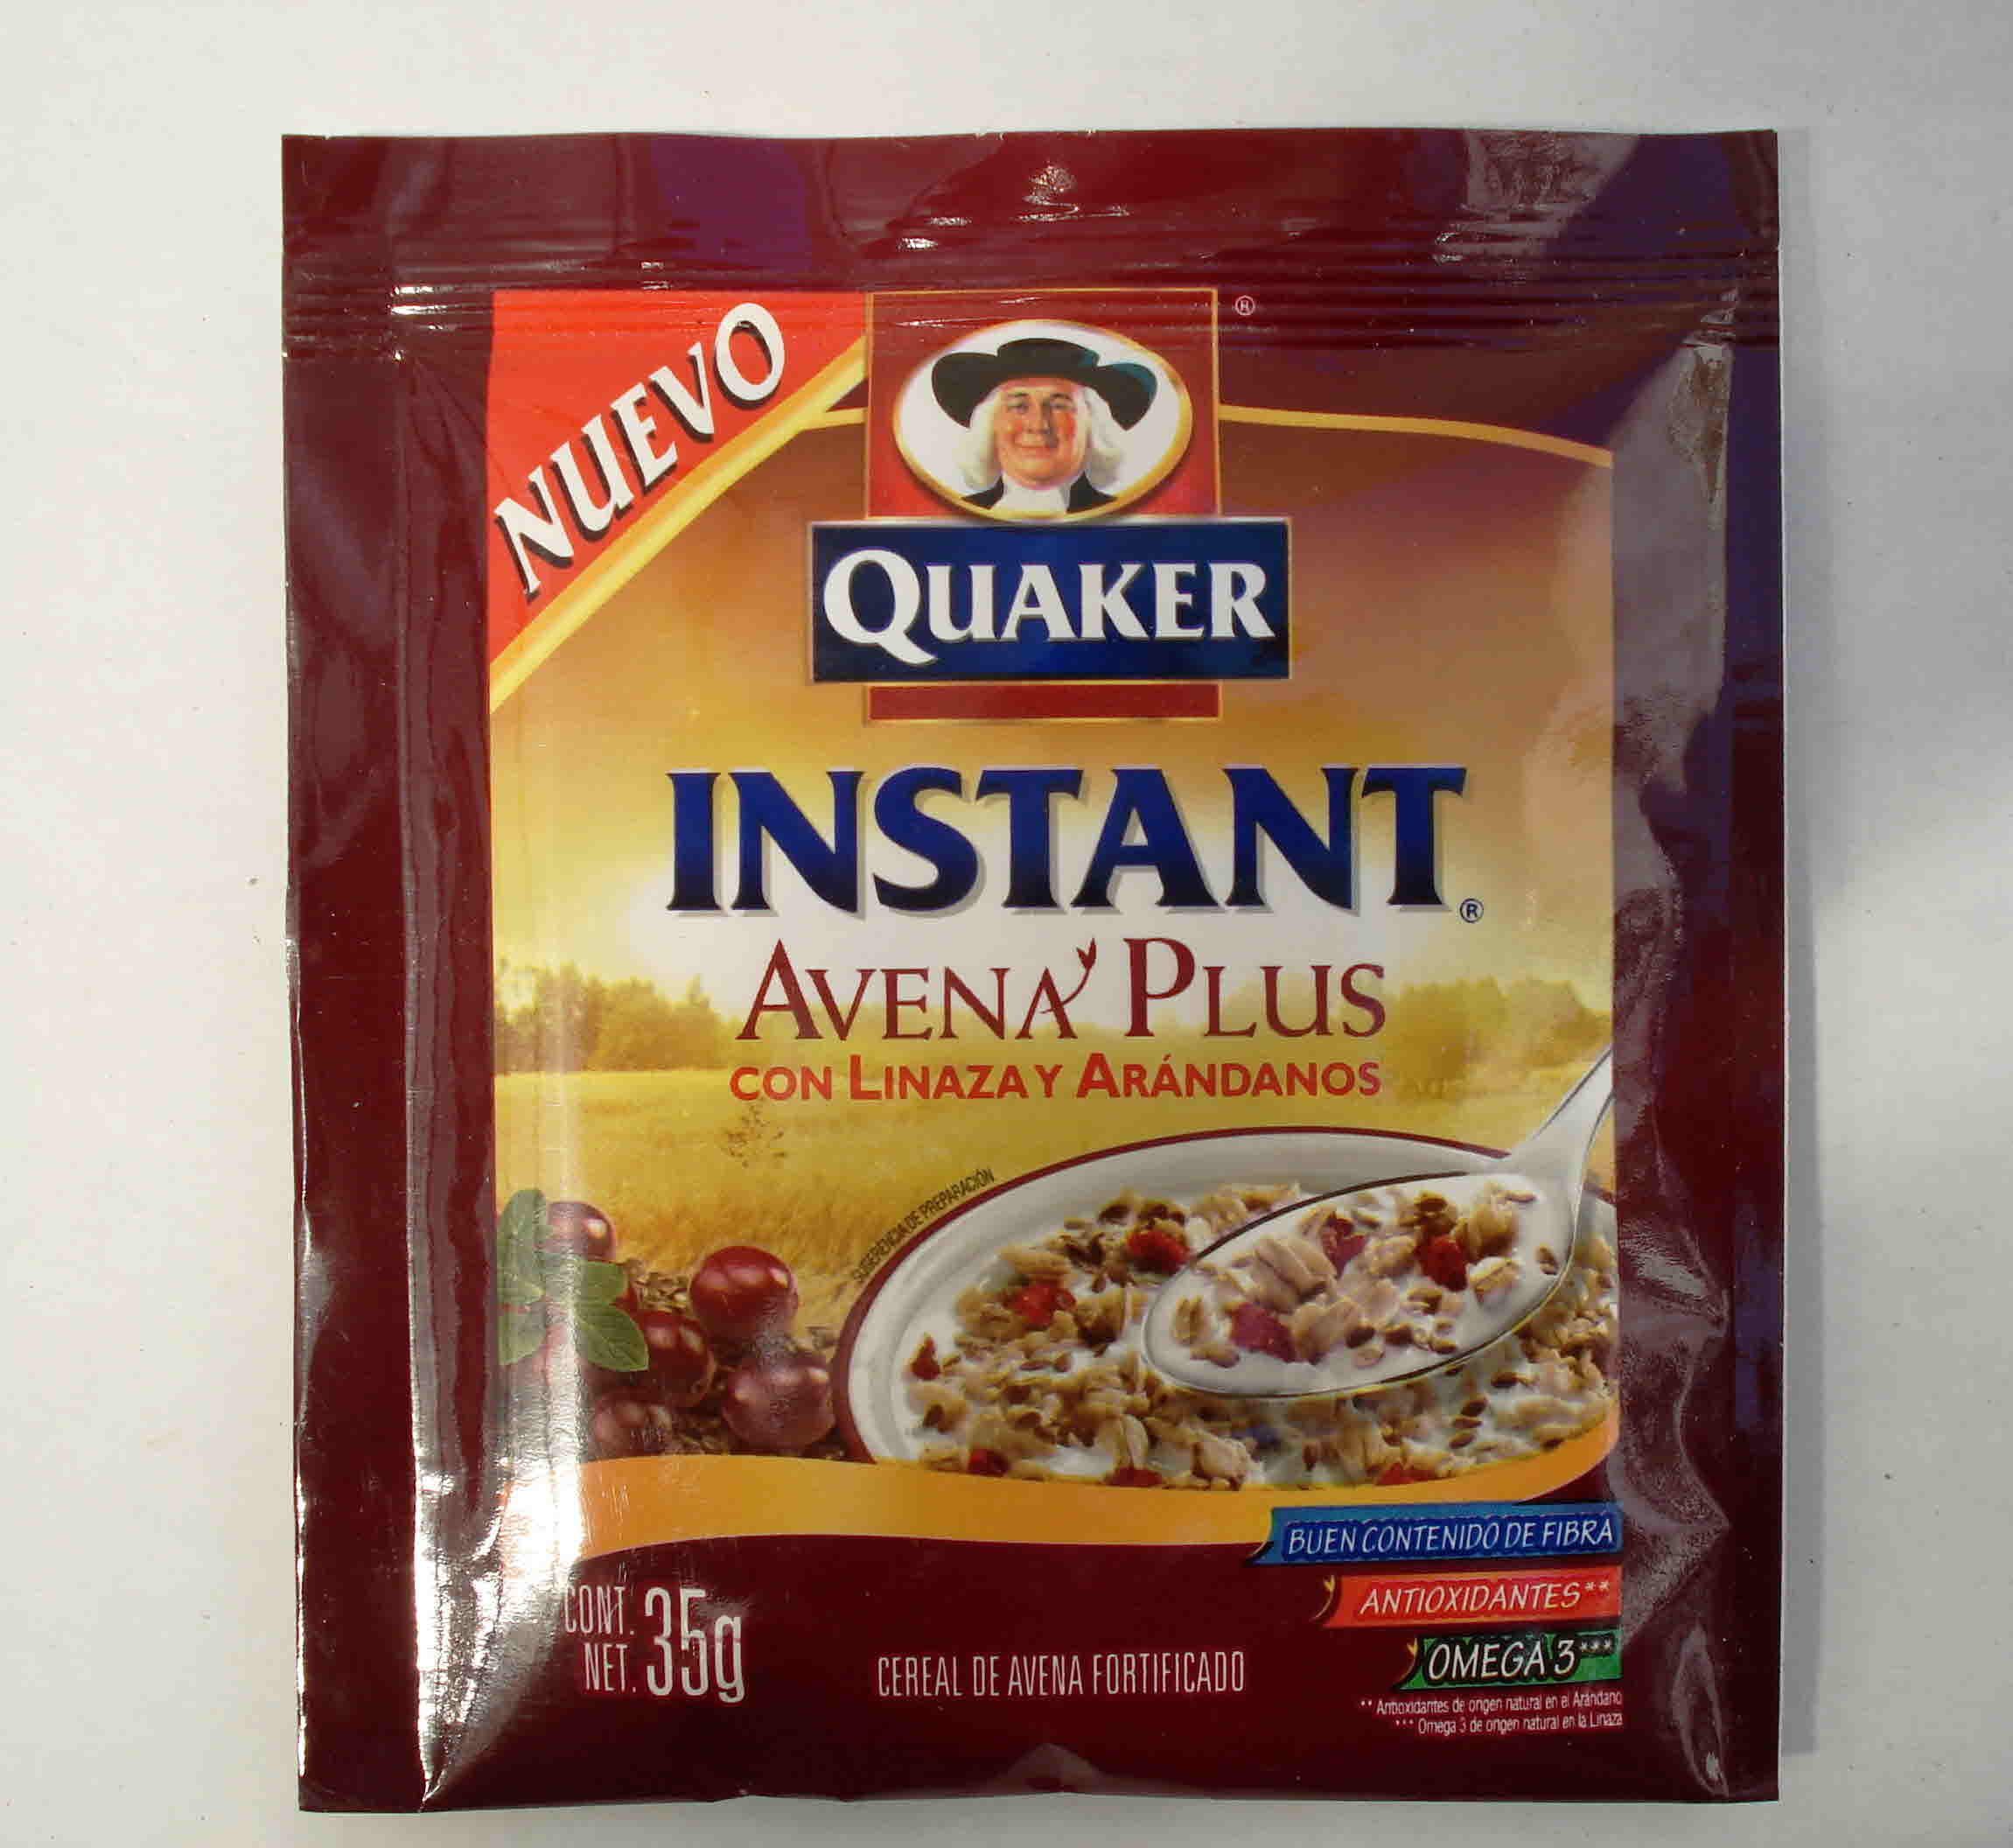 NUEVO
®
QUAKER
INSTANT®
AVENA PLUS
CON LINAZA Y ARÁNDANOS
SUGERENCIA DE PREPARACIÓN
BUEN CONTENIDO DE FIBRA
ANTIOXIDANTES**
OMEGA 3***
CONT.
NET. 35g
CEREAL DE AVENA FORTIFICADO
** Antioxidantes de origen natural en el Arándano
*** Omega 3 de origen natural en la Linaza